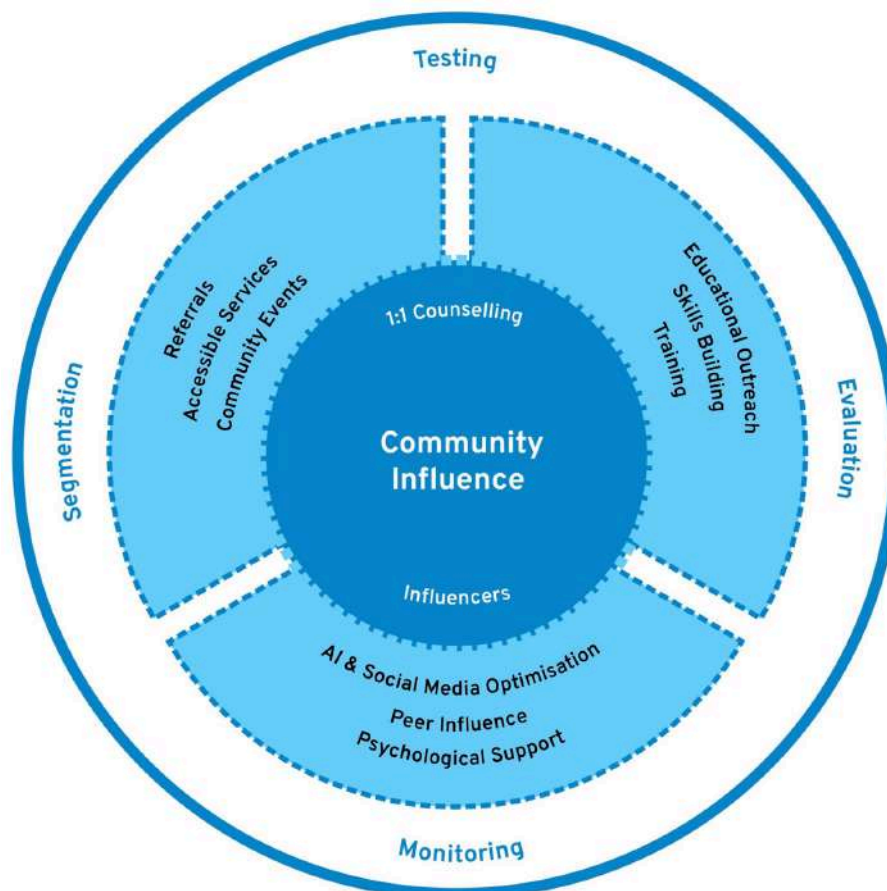 Testing
Referrals
Accessible Services
Community Events
Educational Outreach
Skills Building
Training
1:1 Counselling
Segmentation
Community
Influence
Evaluation
Influencers
AI & Social Media Optimisation
Peer Influence
Psychological Support
Monitoring